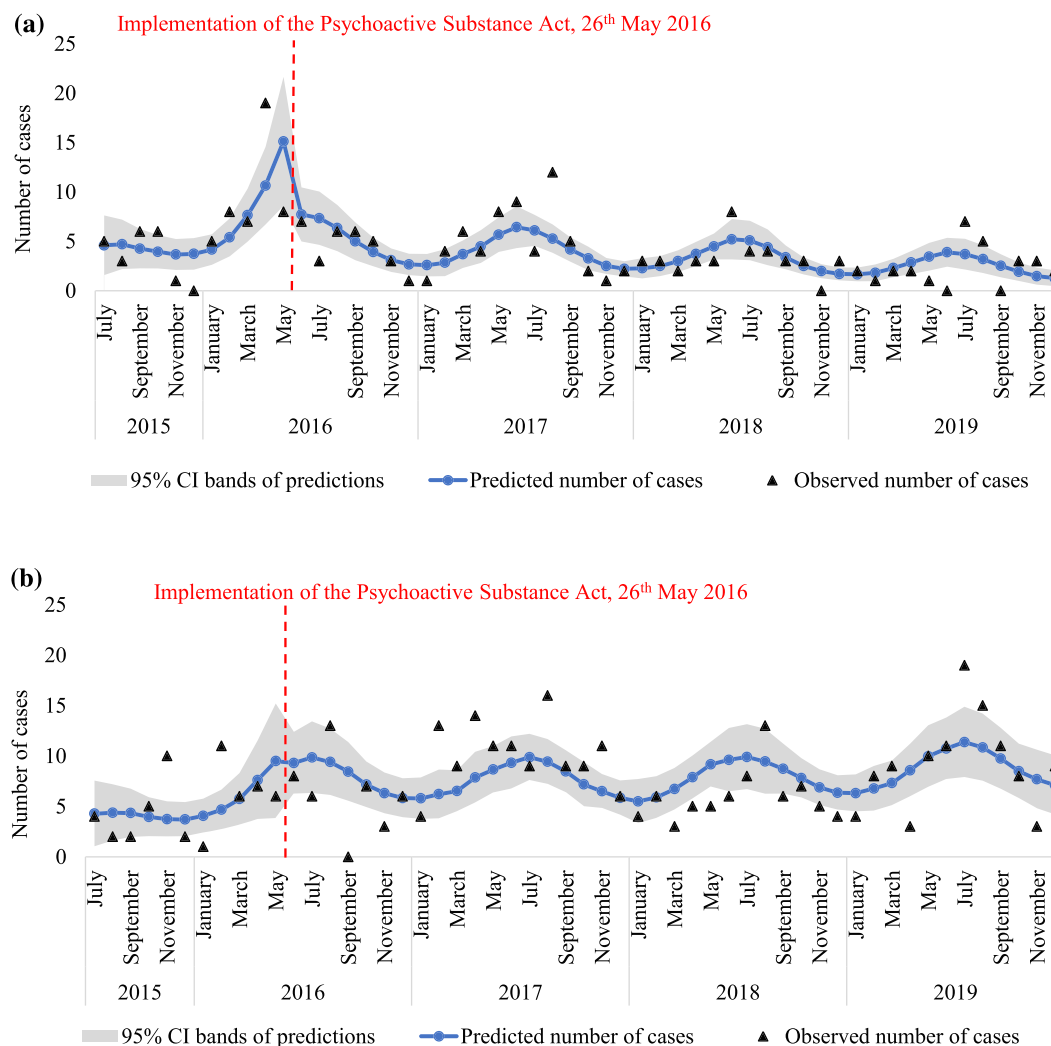 (a)
Implementation of the Psychoactive Substance Act, 26th May 2016
25
20
15
10
5
0
Number of cases
July
September
November
January
March
May
July
September
November
January
March
May
July
September
November
January
March
May
July
September
November
January
March
May
July
September
November
2015 2016 2017 2018 2019
95% CI bands of predictions Predicted number of cases Observed number of cases
(b)
Implementation of the Psychoactive Substance Act, 26th May 2016
25
20
15
10
5
0
Number of cases
July
September
November
January
March
May
July
September
November
January
March
May
July
September
November
January
March
May
July
September
November
January
March
May
July
September
November
2015 2016 2017 2018 2019
95% CI bands of predictions Predicted number of cases Observed number of cases